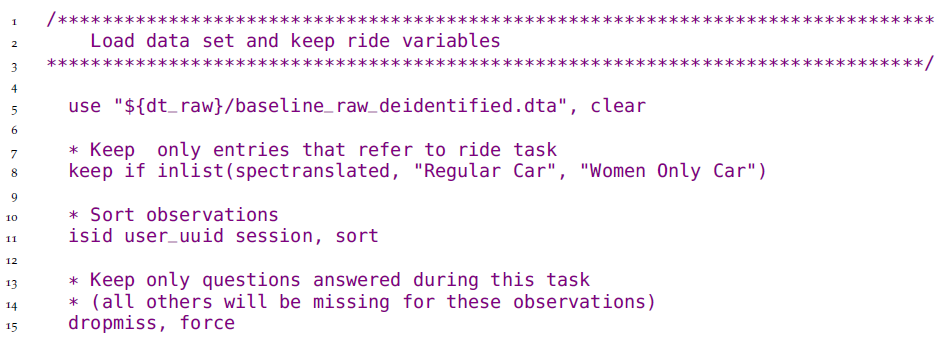 1 /*********************************************************************************
2 Load data set and keep ride variables
3 *********************************************************************************/
4
5 use "${dt_raw}/baseline_raw_deidentified.dta", clear
6
7 * Keep  only entries that refer to ride task
8 keep if inlist(spectranslated, "Regular Car", "Women Only Car")
9
10 * Sort observations
11 isid user_uuid session, sort
12
13 * Keep only questions answered during this task
14 * (all others will be missing for these observations)
15 dropmiss, force